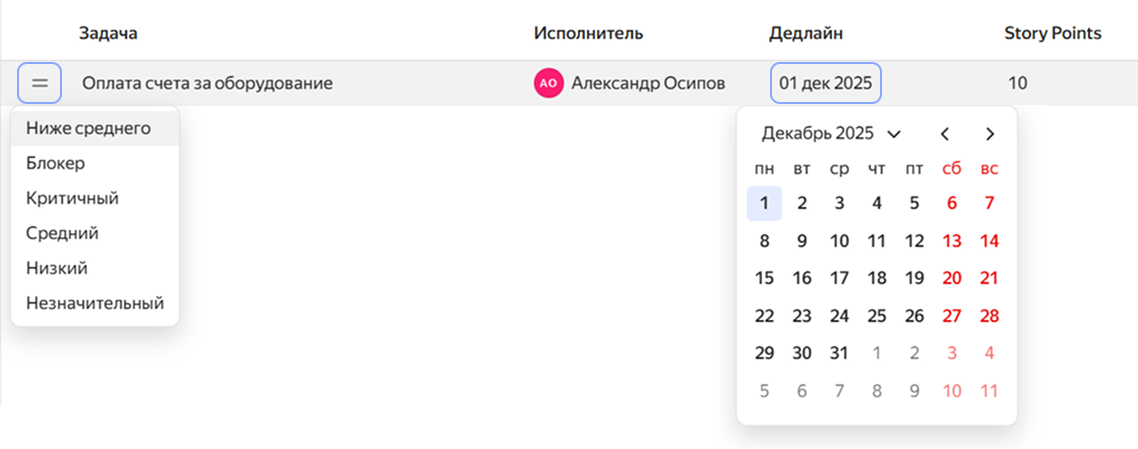 Задача Исполнитель Дедлайн Story Points
Оплата счета за оборудование АО Александр Осипов 01 дек 2025 10
Ниже среднего
Блокер
Критичный
Средний
Низкий
Незначительный
Декабрь 2025
пн вт ср чт пт сб вс
1 2 3 4 5 6 7
8 9 10 11 12 13 14
15 16 17 18 19 20 21
22 23 24 25 26 27 28
29 30 31 1 2 3 4
5 6 7 8 9 10 11